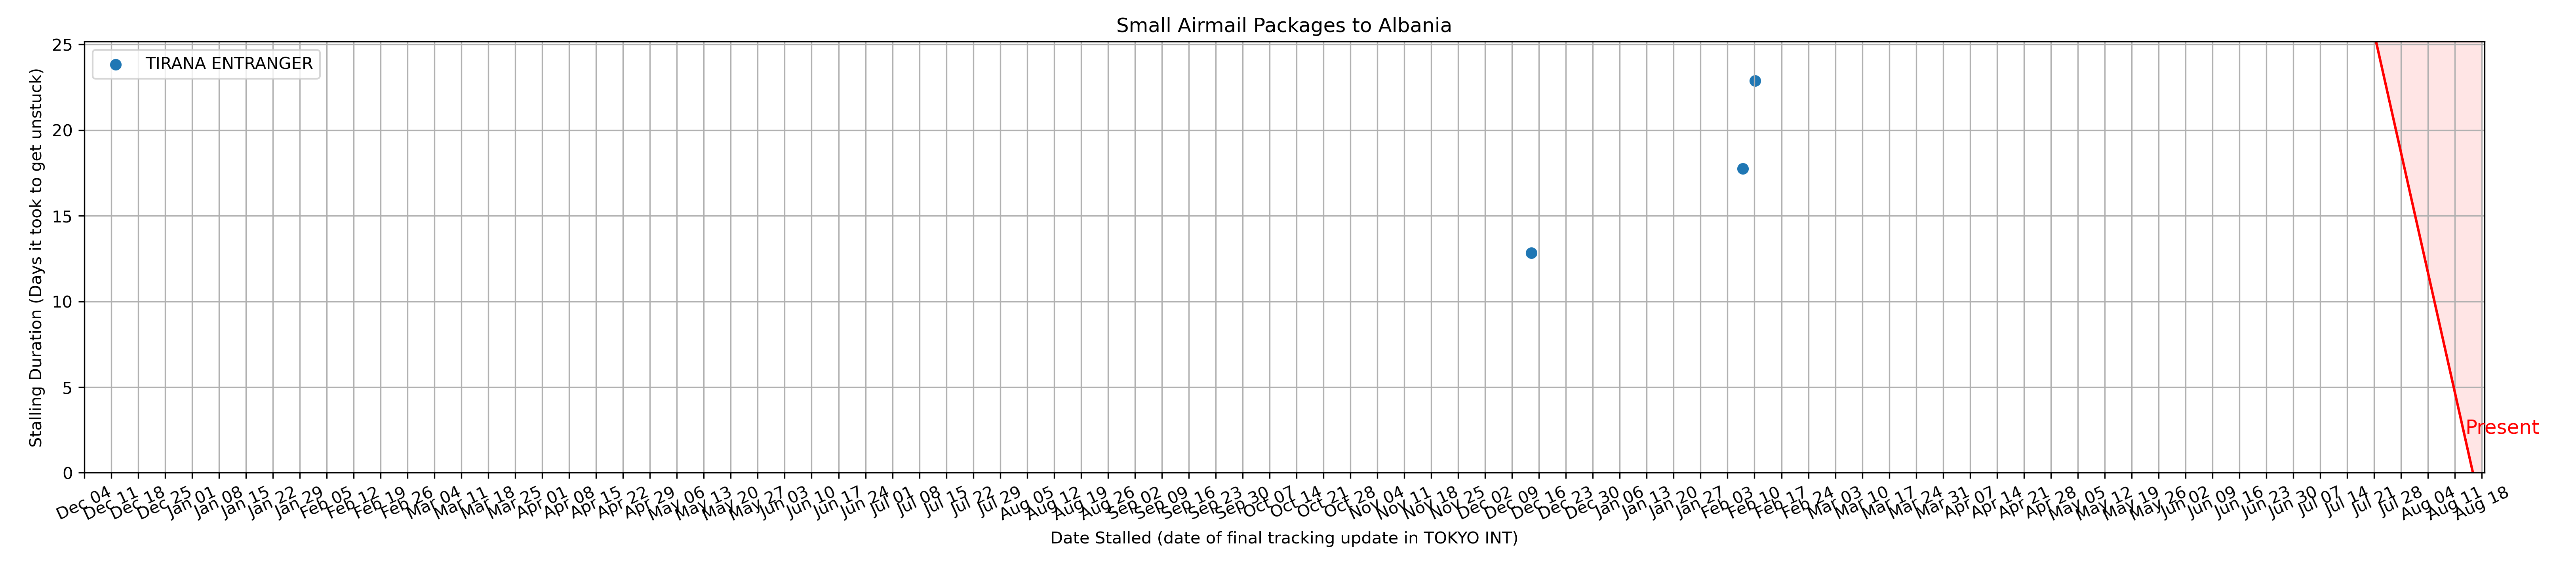 Small Airmail Packages to Albania
TIRANA ENTRANGER
Stalling Duration (Days it took to get unstuck)
25
20
15
10
5
0
Present
Dec 04
Dec 11
Dec 18
Dec 25
Jan 01
Jan 08
Jan 15
Jan 22
Jan 29
Feb 05
Feb 12
Feb 19
Feb 26
Mar 04
Mar 11
Mar 18
Mar 25
Apr 01
Apr 08
Apr 15
Apr 22
Apr 29
May 06
May 13
May 20
May 27
Jun 03
Jun 10
Jun 17
Jun 24
Jul 01
Jul 08
Jul 15
Jul 22
Jul 29
Aug 05
Aug 12
Aug 19
Aug 26
Sep 02
Sep 09
Sep 16
Sep 23
Sep 30
Oct 07
Oct 14
Oct 21
Oct 28
Nov 04
Nov 11
Nov 18
Nov 25
Dec 02
Dec 09
Dec 16
Dec 23
Dec 30
Jan 06
Jan 13
Jan 20
Jan 27
Feb 03
Feb 10
Feb 17
Feb 24
Mar 03
Mar 10
Mar 17
Mar 24
Mar 31
Apr 07
Apr 14
Apr 21
Apr 28
May 05
May 12
May 19
May 26
Jun 02
Jun 09
Jun 16
Jun 23
Jun 30
Jul 07
Jul 14
Jul 21
Jul 28
Aug 04
Aug 11
Aug 18
Date Stalled (date of final tracking update in TOKYO INT)